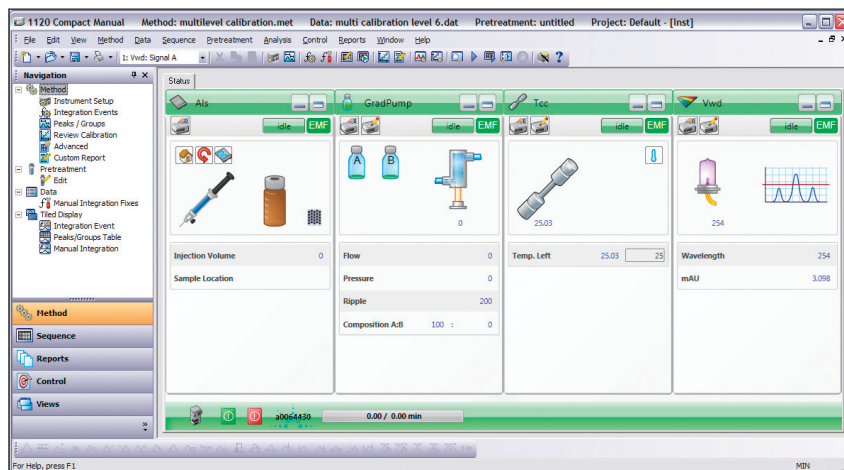 1120 Compact Manual Method: multilevel calibration.met Data: multi calibration level 6.dat Pretreatment: untitled Project: Default - [Inst]
File Edit View Method Data Sequence Pretreatment Analysis Control Reports Window Help
1: Vwd: Signal A
Navigation
Method
Instrument Setup
Integration Events
Peaks / Groups
Review Calibration
Advanced
Custom Report
Pretreatment
Edit
Data
Manual Integration Fixes
Tiled Display
Integration Event
Peaks/Groups Table
Manual Integration
Method
Sequence
Reports
Control
Views
Status
Als
idle EMF
Injection Volume 0
Sample Location
GradPump
idle EMF
A B
0
Flow 0
Pressure 0
Ripple 200
Composition A:B 100 : 0
Tcc
idle EMF
25.03
Temp. Left 25.03 25
Vwd
idle EMF
254
Wavelength 254
mAU 3.098
a0064430 0.00 / 0.00 min
For Help, press F1 MIN